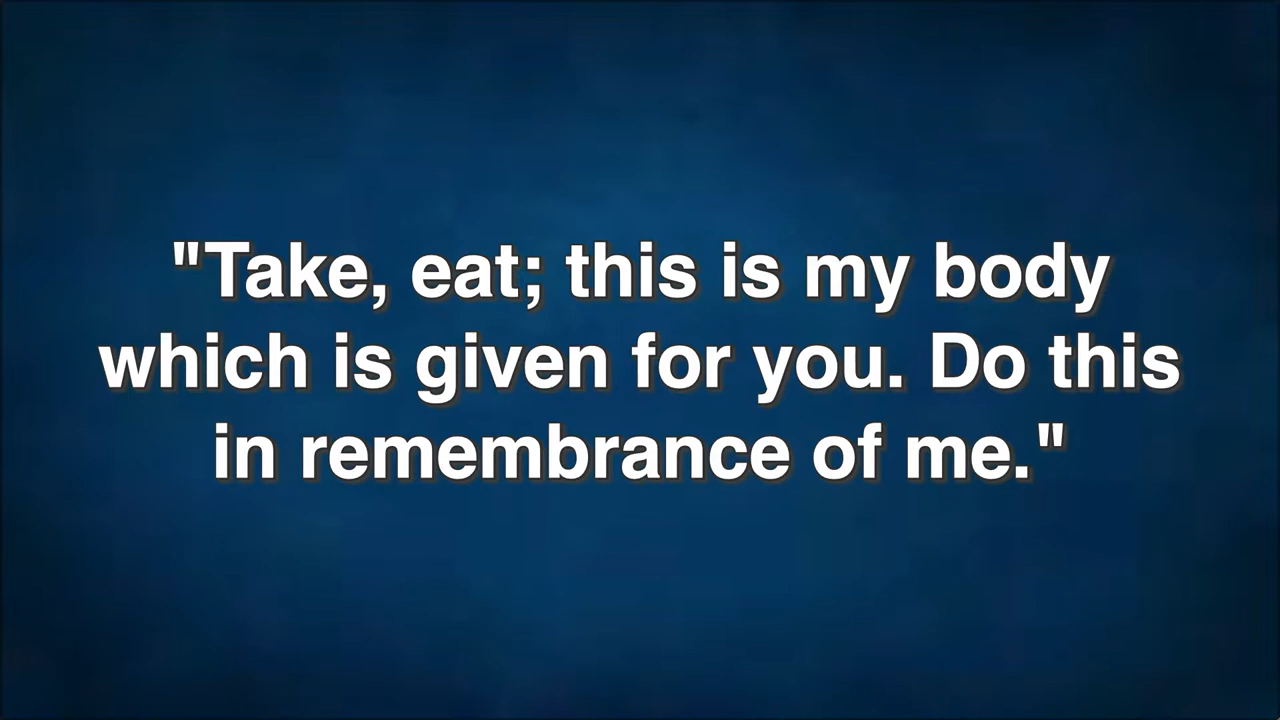 "Take, eat; this is my body
which is given for you. Do this
in remembrance of me."